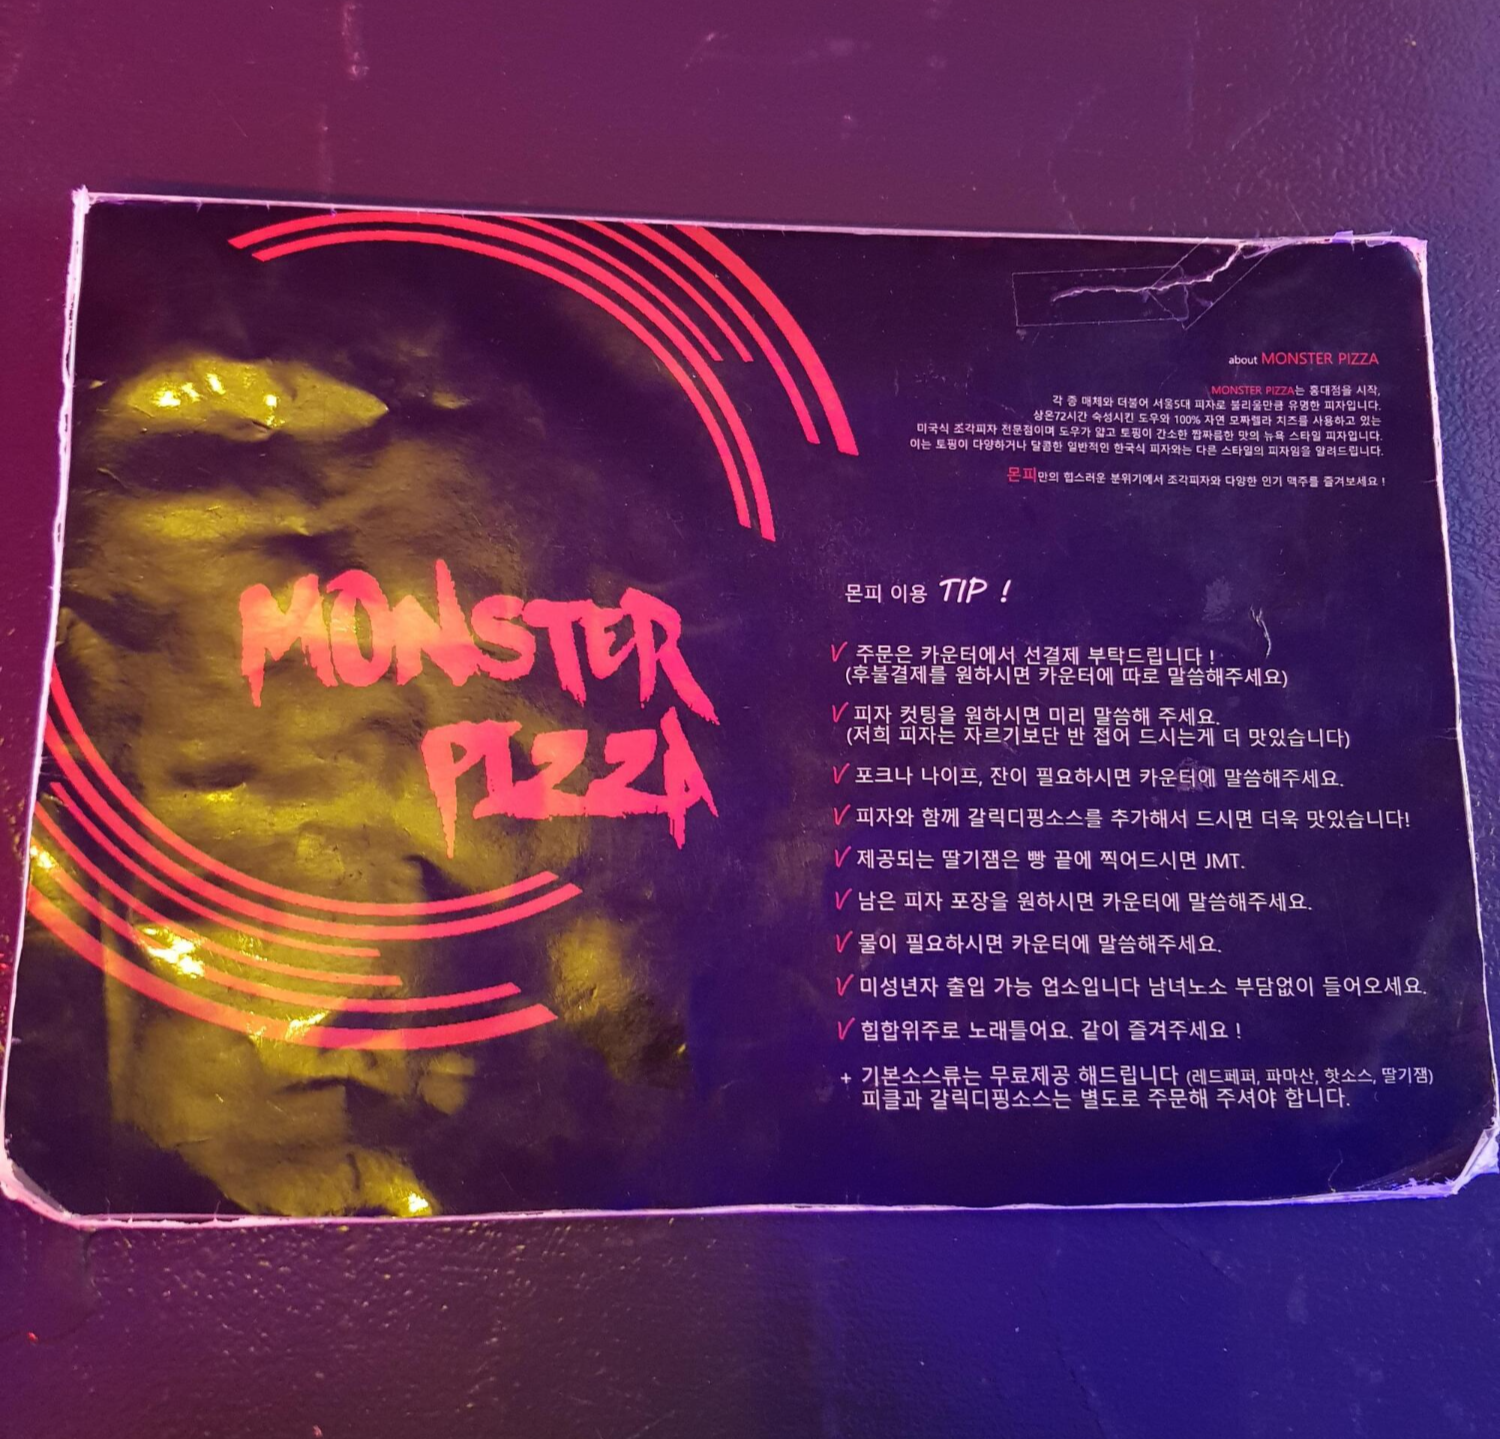 MONSTER
PIZZA
about MONSTER PIZZA
MONSTER PIZZA는 홍대점을 시작,
각 종 매체와 더불어 서울5대 피자로 불리울만큼 유명한 피자입니다.
상온72시간 숙성시킨 도우와 100% 자연 모짜렐라 치즈를 사용하고 있는
미국식 조각피자 전문점이며 도우가 얇고 토핑이 간소한 짭짜름한 맛의 뉴욕 스타일 피자입니다.
이는 토핑이 다양하거나 달콤한 일반적인 한국식 피자와는 다른 스타일의 피자임을 알려드립니다.
몬피만의 힙스러운 분위기에서 조각피자와 다양한 인기 맥주를 즐겨보세요 !
몬피 이용 TIP !
√ 주문은 카운터에서 선결제 부탁드립니다 !
(후불결제를 원하시면 카운터에 따로 말씀해주세요)
√ 피자 컷팅을 원하시면 미리 말씀해 주세요.
(저희 피자는 자르기보단 반 접어 드시는게 더 맛있습니다)
√ 포크나 나이프, 잔이 필요하시면 카운터에 말씀해주세요.
√ 피자와 함께 갈릭디핑소스를 추가해서 드시면 더욱 맛있습니다!
√ 제공되는 딸기잼은 빵 끝에 찍어드시면 JMT.
√ 남은 피자 포장을 원하시면 카운터에 말씀해주세요.
√ 물이 필요하시면 카운터에 말씀해주세요.
√ 미성년자 출입 가능 업소입니다 남녀노소 부담없이 들어오세요.
√ 힙합위주로 노래틀어요. 같이 즐겨주세요 !
+ 기본소스류는 무료제공 해드립니다 (레드페퍼, 파마산, 핫소스, 딸기잼)
피클과 갈릭디핑소스는 별도로 주문해 주셔야 합니다.